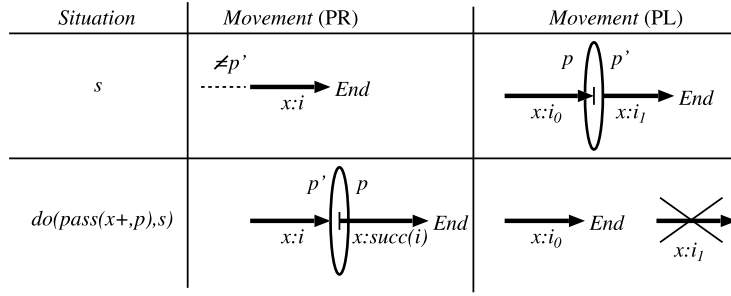 Situation Movement (PR) Movement (PL)
≠p' p p'
s End End
x:i x:i₀ x:i₁
p' p
do(pass(x+,p),s) End End
x:i x:succ(i) x:i₀ x:i₁